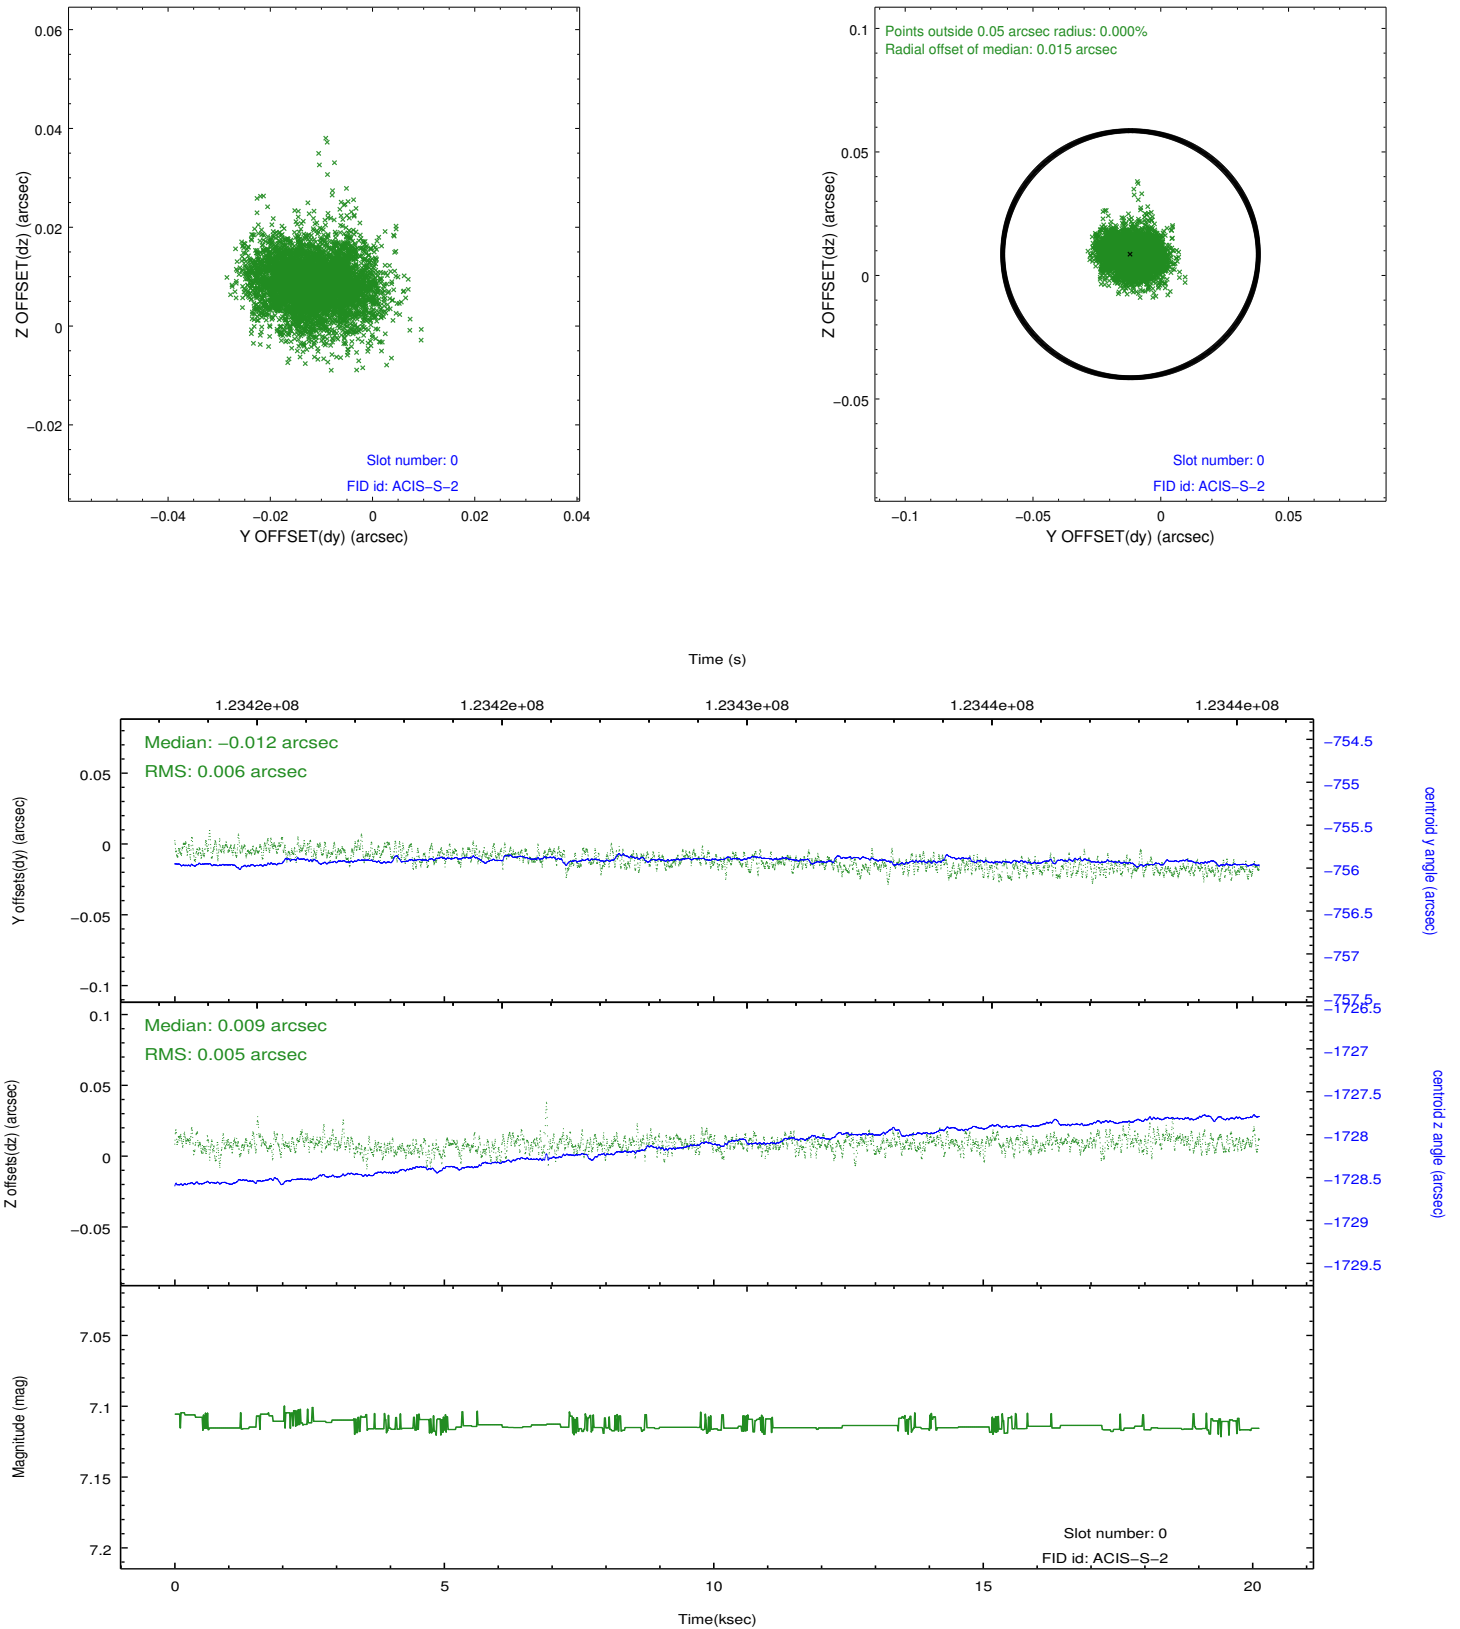 0.06
0.04
0.02
0
−0.02
Z OFFSET(dz) (arcsec)
Slot number: 0
FID id: ACIS−S−2
−0.04
−0.02
0
0.02
0.04
Y OFFSET(dy) (arcsec)
Points outside 0.05 arcsec radius: 0.000%
Radial offset of median: 0.015 arcsec
0.1
0.05
0
−0.05
Z OFFSET(dz) (arcsec)
Slot number: 0
FID id: ACIS−S−2
−0.1
−0.05
0
0.05
Y OFFSET(dy) (arcsec)
Time (s)
1.2342e+08
1.2342e+08
1.2343e+08
1.2344e+08
1.2344e+08
Median: −0.012 arcsec
RMS: 0.006 arcsec
0.05
0
−0.05
−0.1
Y offsets(dy) (arcsec)
−754.5
−755
−755.5
−756
−756.5
−757
−757.5
centroid y angle (arcsec)
Median: 0.009 arcsec
RMS: 0.005 arcsec
0.1
0.05
0
−0.05
Z offsets(dz) (arcsec)
−1726.5
−1727
−1727.5
−1728
−1728.5
−1729
−1729.5
centroid z angle (arcsec)
7.05
7.1
7.15
7.2
Magnitude (mag)
Slot number: 0
FID id: ACIS−S−2
0
5
10
15
20
Time(ksec)